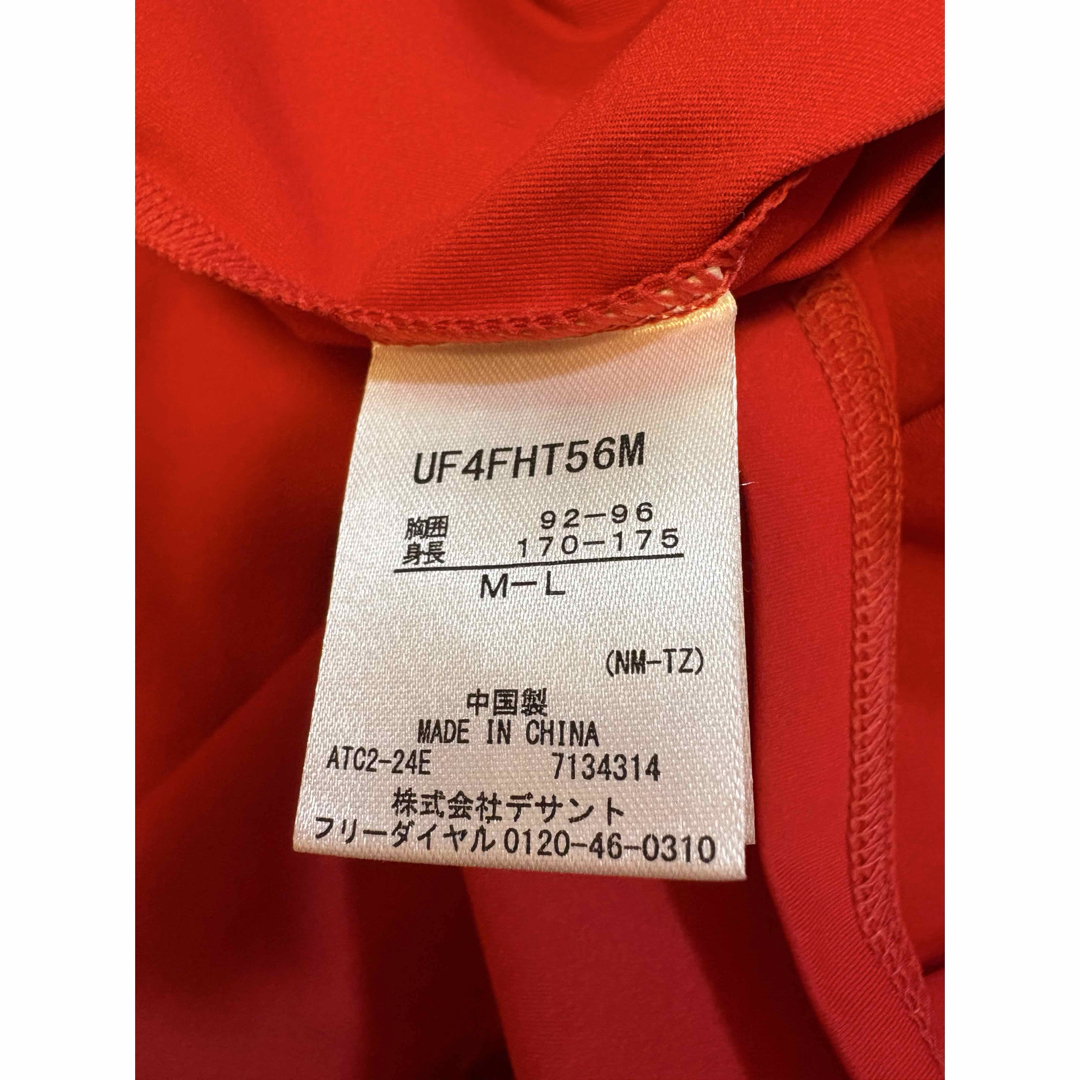 UF4FHT56M
胸囲 92-96
身長 170-175
M-L
(NM-TZ)
中国製
MADE IN CHINA
ATC2-24E 7134314
株式会社デサント
フリーダイヤル 0120-46-0310